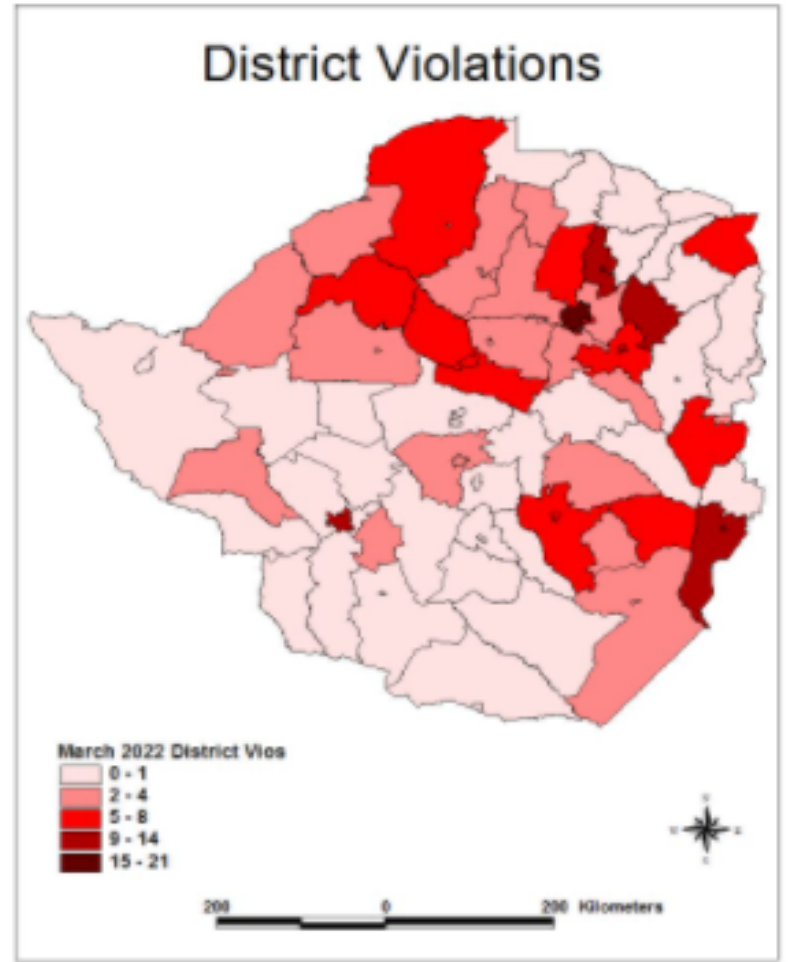 District Violations
March 2022 District Vios
0 - 1
2 - 4
5 - 8
9 - 14
15 - 21
200 0 200 Kilometers